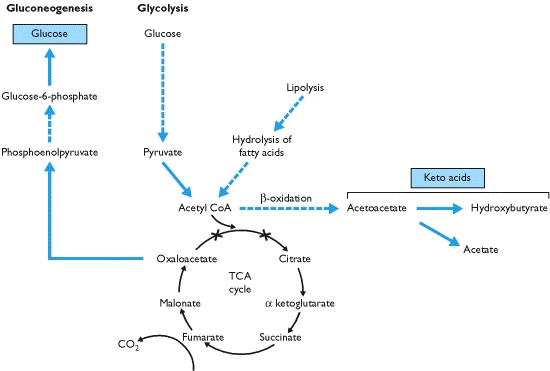 Gluconeogenesis
Glycolysis
Glucose
Glucose
Lipolysis
Glucose-6-phosphate
Hydrolysis of
fatty acids
Phosphoenolpyruvate
Pyruvate
Keto acids
β-oxidation
Acetyl CoA
Acetoacetate
Hydroxybutyrate
Acetate
Oxaloacetate
Citrate
TCA
cycle
Malonate
α ketoglutarate
Fumarate
Succinate
CO2